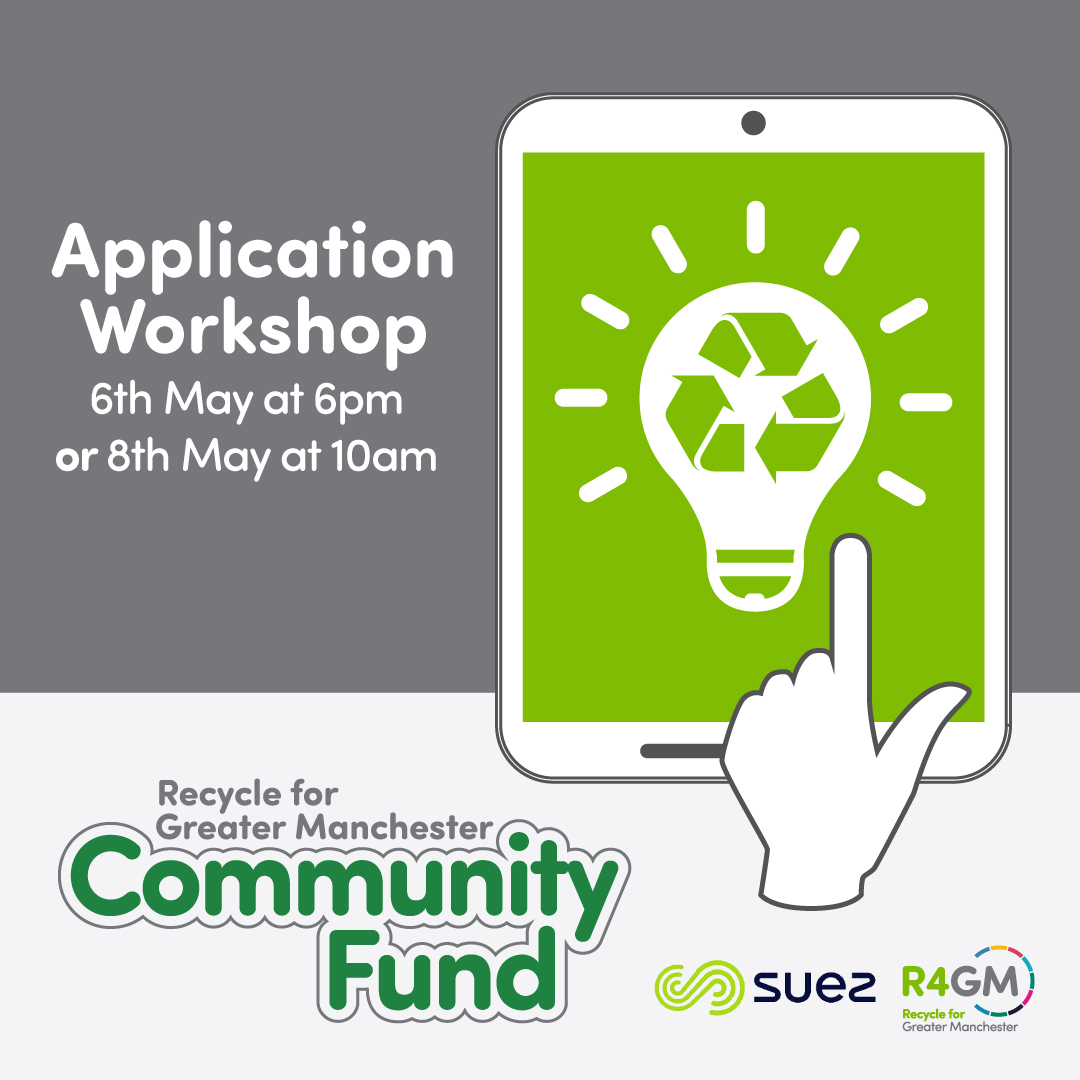 Application
Workshop
6th May at 6pm
or 8th May at 10am
Recycle for
Greater Manchester
Community
Fund
suez
R4GM
Recycle for
Greater Manchester